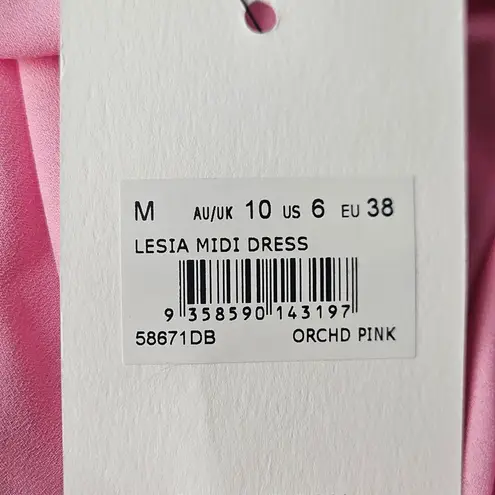 M AU/UK 10 US 6 EU 38
LESIA MIDI DRESS
9 358590 143197
58671DB ORCHD PINK